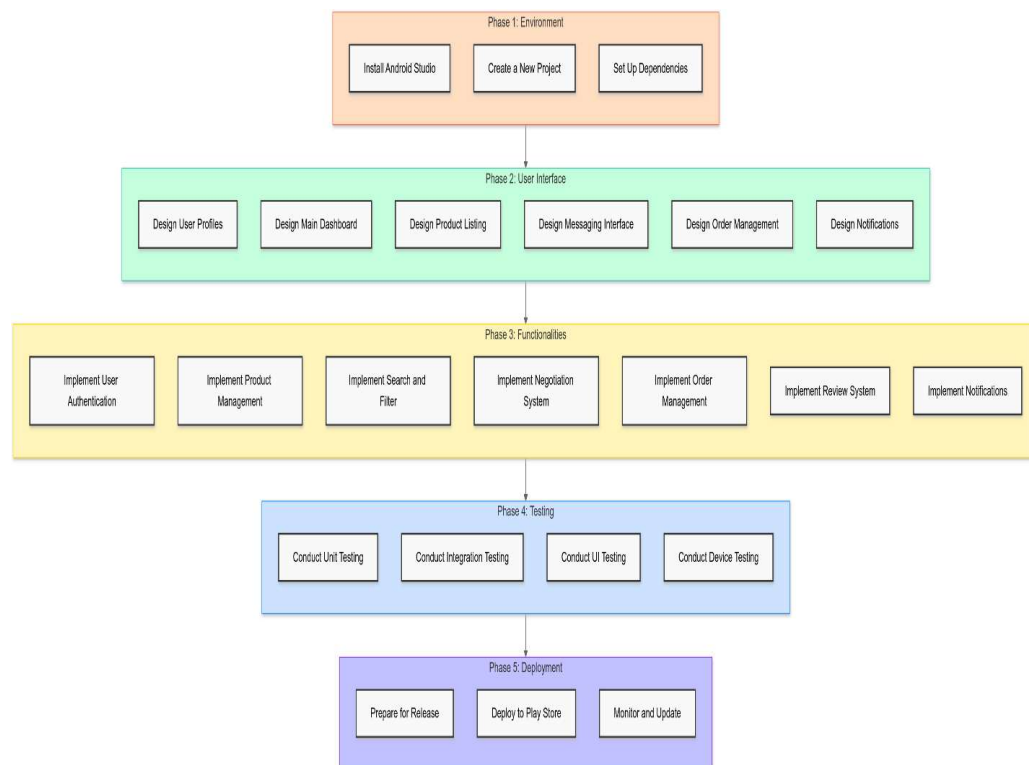 Phase 1: Environment
Install Android Studio
Create a New Project
Set Up Dependencies
Phase 2: User Interface
Design User Profiles
Design Main Dashboard
Design Product Listing
Design Messaging Interface
Design Order Management
Design Notifications
Phase 3: Functionalities
Implement User
Authentication
Implement Product
Management
Implement Search and
Filter
Implement Negotiation
System
Implement Order
Management
Implement Review System
Implement Notifications
Phase 4: Testing
Conduct Unit Testing
Conduct Integration Testing
Conduct UI Testing
Conduct Device Testing
Phase 5: Deployment
Prepare for Release
Deploy to Play Store
Monitor and Update